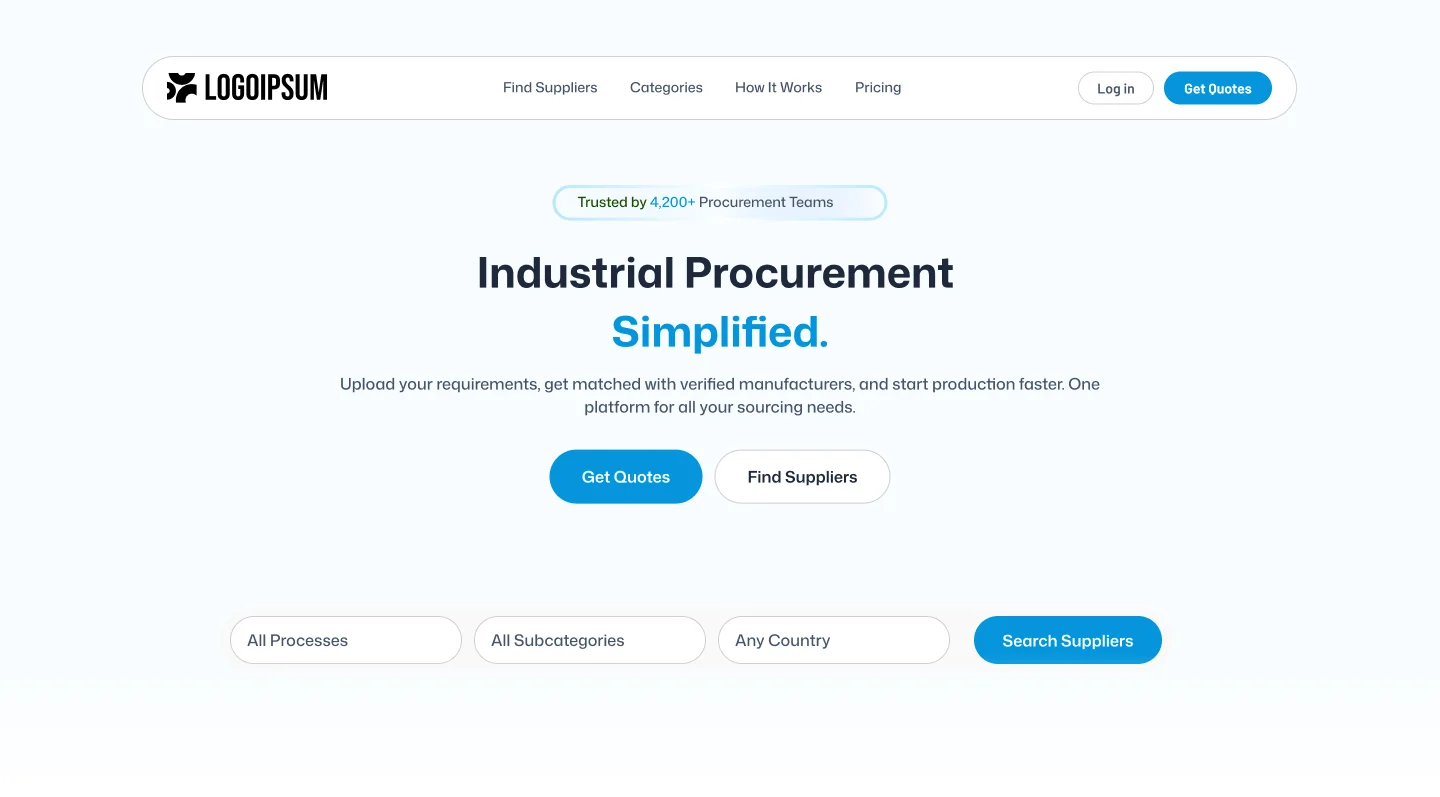 LOGOIPSUM
Find Suppliers Categories How It Works Pricing
Log in
Get Quotes
Trusted by 4,200+ Procurement Teams
Industrial Procurement
Simplified.
Upload your requirements, get matched with verified manufacturers, and start production faster. One
platform for all your sourcing needs.
Get Quotes
Find Suppliers
All Processes
All Subcategories
Any Country
Search Suppliers